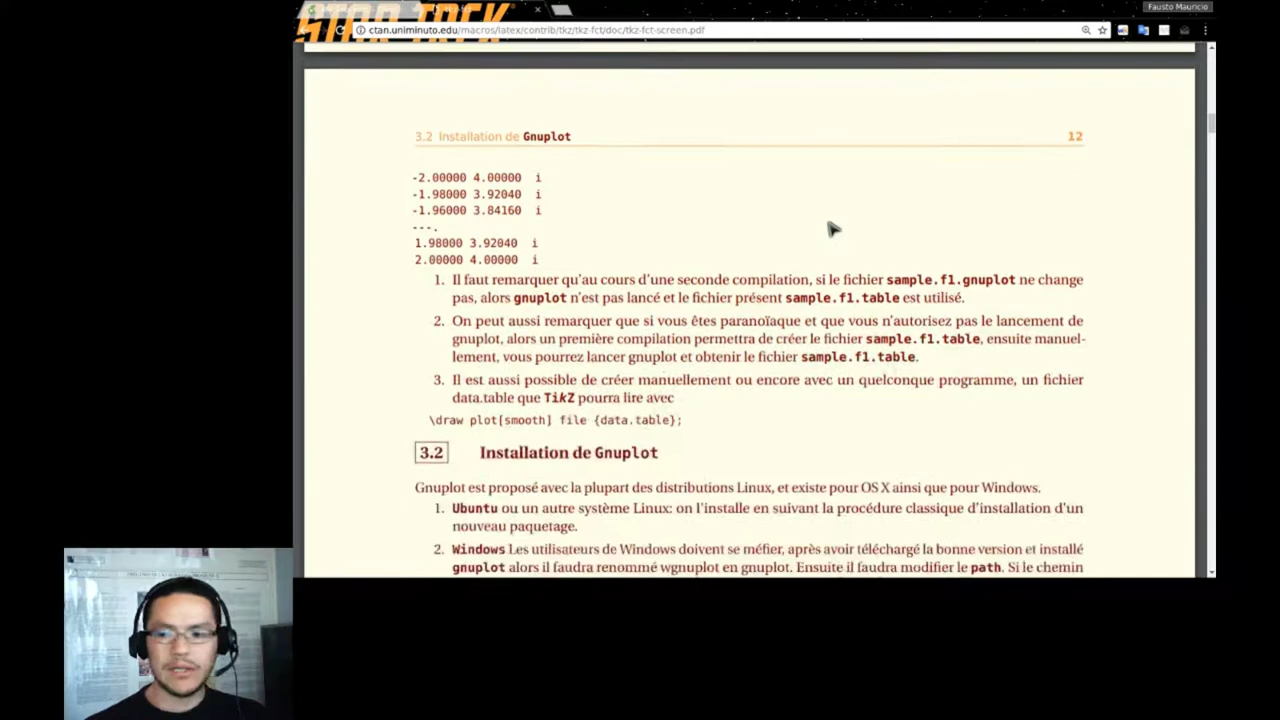 Fausto Mauricio
STAR TREK
ctan.uniminuto.edu/macros/latex/contrib/tkz/tkz-fct/doc/tkz-fct-screen.pdf
3.2 Installation de Gnuplot 12
-2.00000 4.00000 i
-1.98000 3.92040 i
-1.96000 3.84160 i
---.
1.98000 3.92040 i
2.00000 4.00000 i
1. Il faut remarquer qu'au cours d'une seconde compilation, si le fichier sample.f1.gnuplot ne change
pas, alors gnuplot n'est pas lancé et le fichier présent sample.f1.table est utilisé.
2. On peut aussi remarquer que si vous êtes paranoïaque et que vous n'autorisez pas le lancement de
gnuplot, alors un première compilation permettra de créer le fichier sample.f1.table, ensuite manuel-
lement, vous pourrez lancer gnuplot et obtenir le fichier sample.f1.table.
3. Il est aussi possible de créer manuellement ou encore avec un quelconque programme, un fichier
data.table que TikZ pourra lire avec
\draw plot[smooth] file {data.table};
3.2 Installation de Gnuplot
Gnuplot est proposé avec la plupart des distributions Linux, et existe pour OS X ainsi que pour Windows.
1. Ubuntu ou un autre système Linux: on l'installe en suivant la procédure classique d'installation d'un
nouveau paquetage.
2. Windows Les utilisateurs de Windows doivent se méfier, après avoir téléchargé la bonne version et installé
gnuplot alors il faudra renommé wgnuplot en gnuplot. Ensuite il faudra modifier le path. Si le chemin